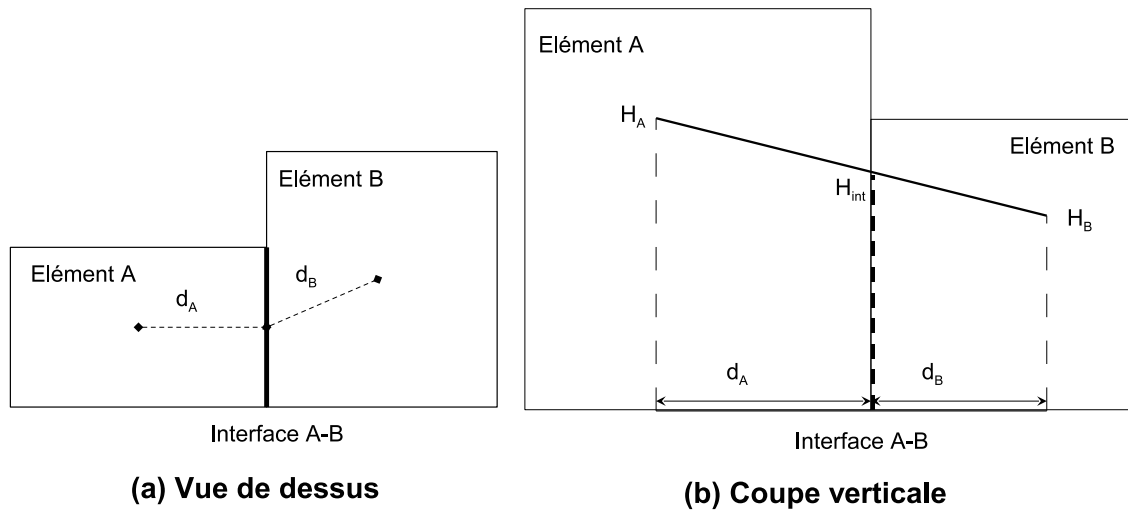 Elément A
Elément B
d_A
d_B
Interface A-B
(a) Vue de dessus
Elément A
Elément B
H_A
H_int
H_B
d_A
d_B
Interface A-B
(b) Coupe verticale